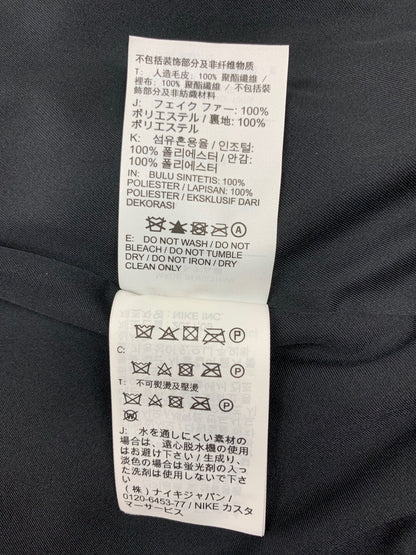 不包括装饰部分及非纤维物质
T: 人造毛皮: 100% 聚酯纖維 /
裡布: 100% 聚酯纖維 / 不包括裝
飾部分及非紡織材料
J: フェイク ファー: 100%
ポリエステル / 裏地: 100%
ポリエステル
K: 섬유혼용율 / 인조털:
100% 폴리에스터 / 안감:
100% 폴리에스터
IN: BULU SINTETIS: 100%
POLIESTER / LAPISAN: 100%
POLIESTER / EKSKLUSIF DARI
DEKORASI
A
E: DO NOT WASH / DO NOT
BLEACH / DO NOT TUMBLE
DRY / DO NOT IRON / DRY
CLEAN ONLY
P
C:
P
T: 不可熨燙及壓燙
P
W
J: 水を通しにくい素材の
場合は、遠心脱水機の使用
はお避け下さい / 生成り、
淡色の場合は蛍光剤の入っ
た洗剤は使用しないで下さい
(株) ナイキジャパン /
0120-6453-77 / NIKE カスタ
マーサービス